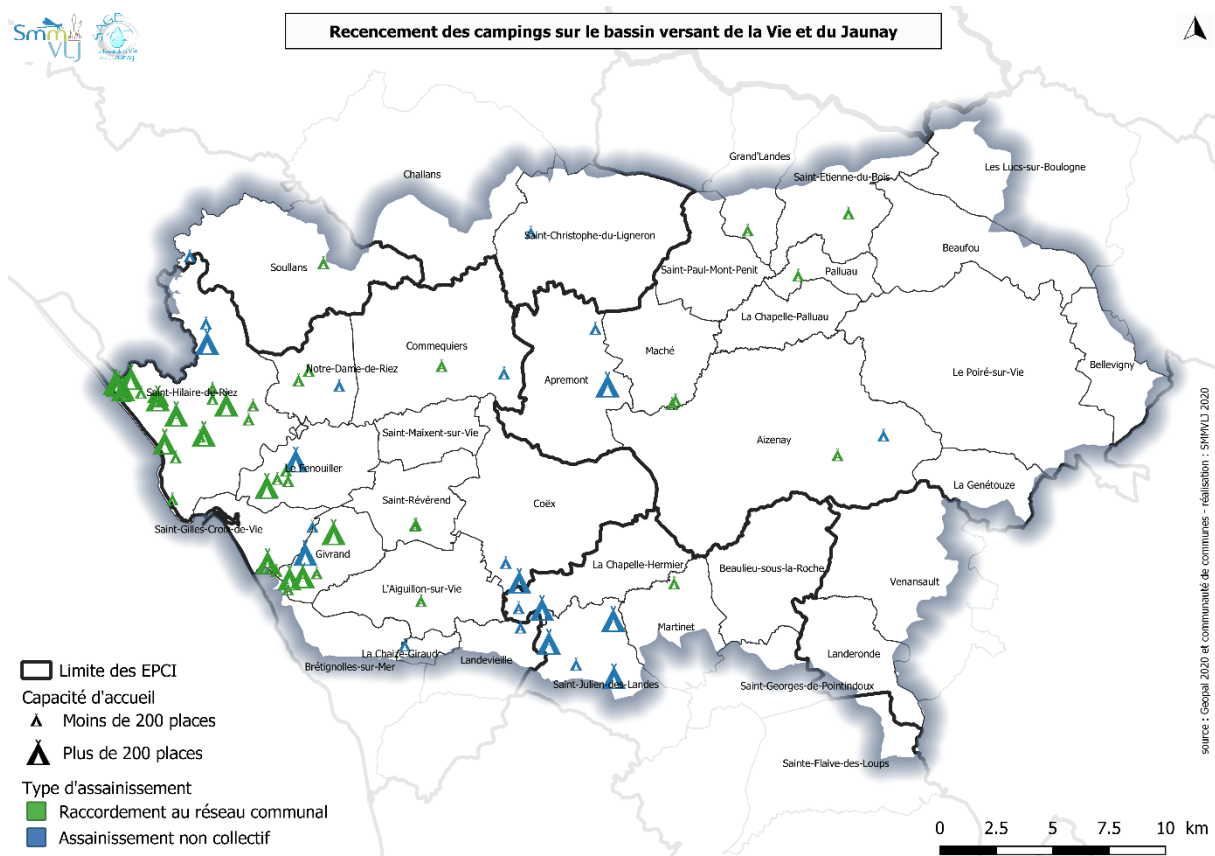 Smm
VLJ
GE
Recencement des campings sur le bassin versant de la Vie et du Jaunay
Grand'Landes
Les Lucs-sur-Boulogne
Challans
Saint-Etienne-du-Bois
Saint-Christophe-du-Ligneron
Beaufou
Soullans
Saint-Paul-Mont-Penit
Palluau
La Chapelle-Palluau
Commequiers
Maché
Notre-Dame-de-Riez
Apremont
Le Poiré-sur-Vie
Bellevigny
Saint-Hilaire-de-Riez
Saint-Maixent-sur-Vie
Aizenay
Le Fenouiller
La Genétouze
Saint-Révérend
Coëx
Saint-Gilles-Croix-de-Vie
Givrand
La Chapelle-Hermier
Beaulieu-sous-la-Roche
Venansault
L'Aiguillon-sur-Vie
Martinet
La Chaize-Giraud
Landevieille
Landeronde
Brétignolles-sur-Mer
Saint-Julien-des-Landes
Saint-Georges-de-Pointindoux
Sainte-Flaive-des-Loups
Limite des EPCI
Capacité d'accueil
Moins de 200 places
Plus de 200 places
Type d'assainissement
Raccordement au réseau communal
Assainissement non collectif
0 2.5 5 7.5 10 km
source : Geopal 2020 et communauté de communes - réalisation : SMMVLJ 2020